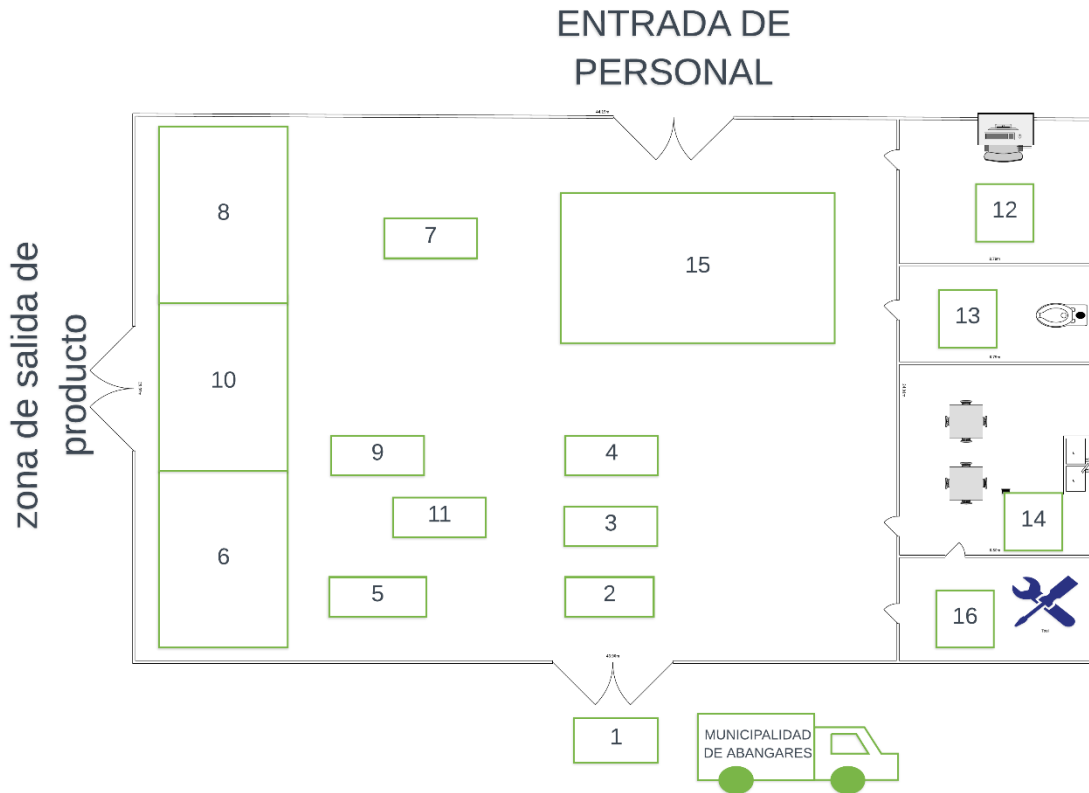 ENTRADA DE
PERSONAL
8
7
12
15
13
zona de salida de
producto
10
9
4
11
3
14
6
5
2
16
1
MUNICIPALIDAD
DE ABANGARES